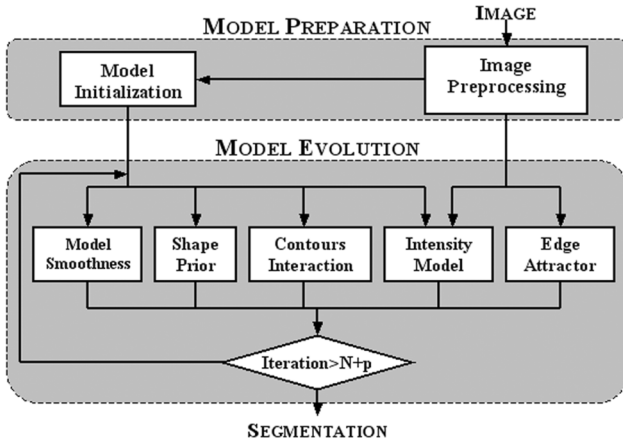 IMAGE
MODEL PREPARATION
Model
Initialization
Image
Preprocessing
MODEL EVOLUTION
Model
Smoothness
Shape
Prior
Contours
Interaction
Intensity
Model
Edge
Attractor
Iteration>N+p
SEGMENTATION